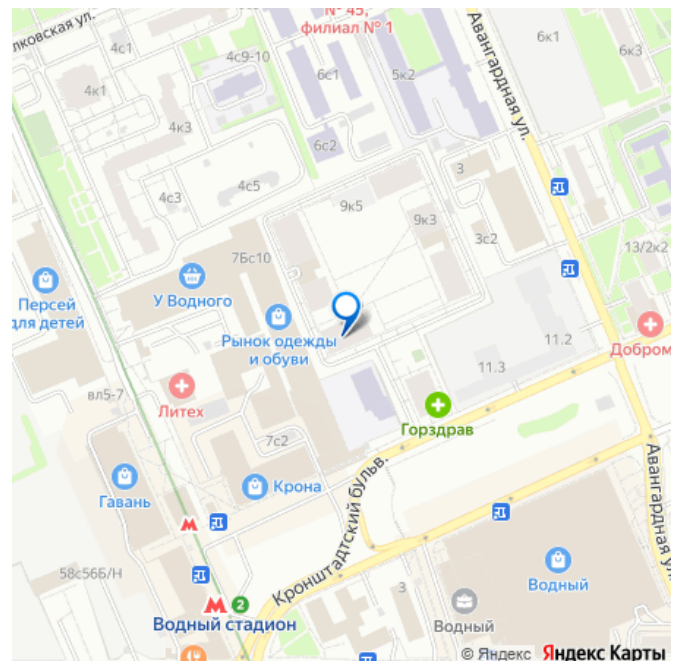 № 45,
филиал № 1
лковская ул.
4с1
4с9-10
6с1
5к2
Авангардная ул.
6к1
6к3
4к1
4к3
6с2
4с3
4с5
3
9к5
9к3
3с2
13/2к2
7Бс10
Персей
для детей
У Водного
Рынок одежды
и обуви
11.2
Добром
11.3
вл5-7
Литех
Горздрав
7с2
Крона
Гавань
Кронштадтский бульв.
Авангардная ул.
58с56Б/Н
Водный
3
2
Водный стадион
Водный
© Яндекс Яндекс Карты